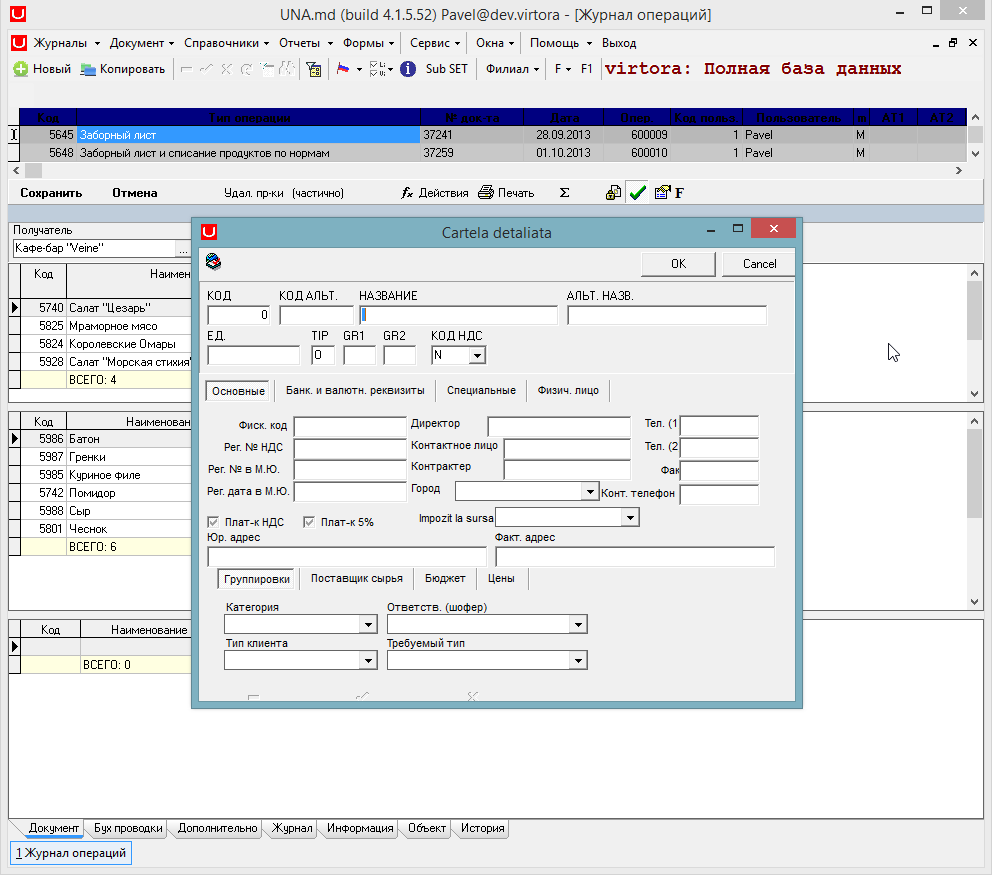 UNA.md (build 4.1.5.52) Pavel@dev.virtora - [Журнал операций]
Журналы Документ Справочники Отчеты Формы Сервис Окна Помощь Выход
Новый Копировать Sub SET Филиал F F1 virtora: Полная база данных
Код Тип операции № док-та Дата Опер. Код польз. Пользователь m АТ1 АТ2
5645 Заборный лист 37241 28.09.2013 600009 1 Pavel M
5648 Заборный лист и списание продуктов по нормам 37259 01.10.2013 600010 1 Pavel M
Сохранить Отмена Удал. пр-ки (частично) fx Действия Печать Σ F
Получатель
Кафе-бар "Veine" ...
Код Наимен
5740 Салат "Цезарь"
5825 Мраморное мясо
5824 Королевские Омары
5928 Салат "Морская стихия"
ВСЕГО: 4
Код Наименован
5986 Батон
5987 Гренки
5985 Куриное Филе
5742 Помидор
5988 Сыр
5801 Чеснок
ВСЕГО: 6
Код Наименование
ВСЕГО: 0
Cartela detaliata
OK Cancel
КОД КОД АЛЬТ. НАЗВАНИЕ АЛЬТ. НАЗВ.
0
ЕД. TIP GR1 GR2 КОД НДС
O N
Основные Банк. и валютн. реквизиты Специальные Физич. лицо
Фиск. код Директор Тел. (1
Рег. № НДС Контактное лицо Тел. (2
Рег. № в М.Ю. Контрактер Фак
Рег. дата в М.Ю. Город Конт. телефон
Плат-к НДС Плат-к 5% Impozit la sursa
Юр. адрес Факт. адрес
Группировки Поставщик сырья Бюджет Цены
Категория Ответств. (шофер)
Тип клиента Требуемый тип
Документ Бух проводки Дополнительно Журнал Информация Объект История
1 Журнал операций